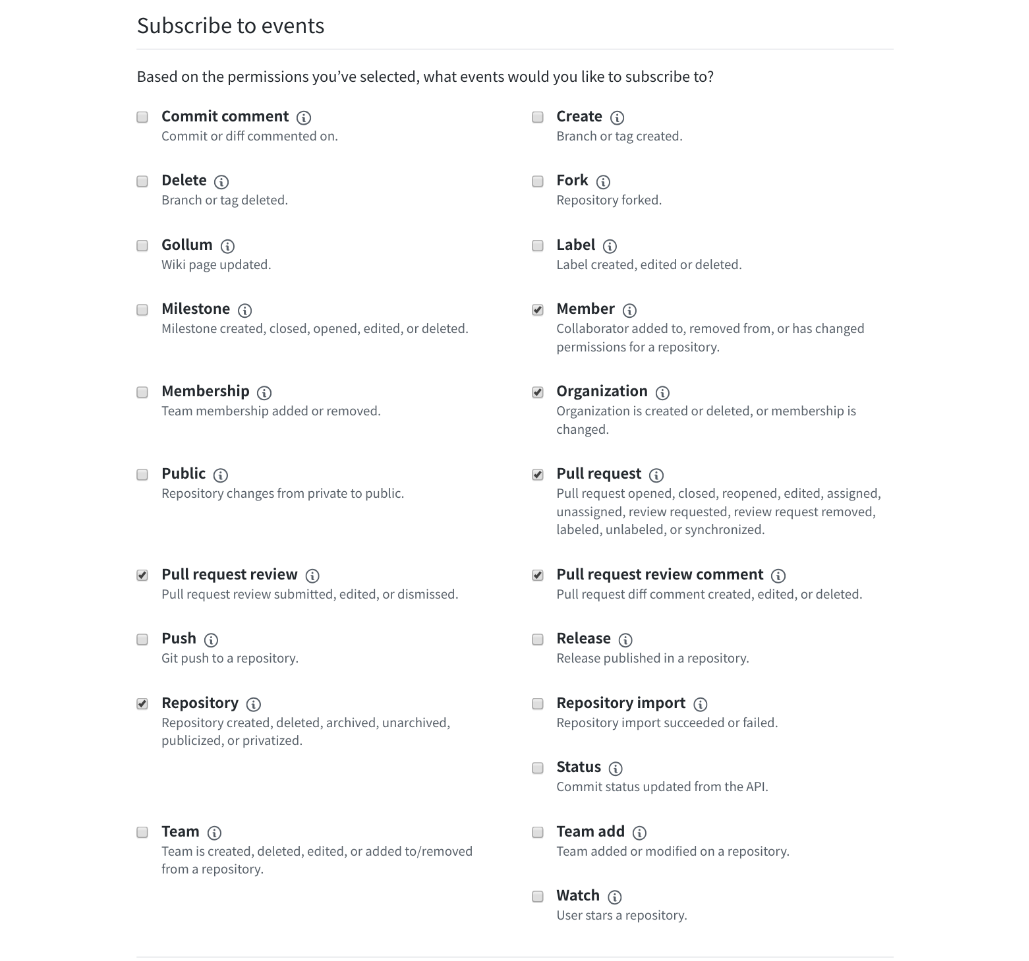 Subscribe to events
Based on the permissions you’ve selected, what events would you like to subscribe to?
Commit comment
Commit or diff commented on.
Create
Branch or tag created.
Delete
Branch or tag deleted.
Fork
Repository forked.
Gollum
Wiki page updated.
Label
Label created, edited or deleted.
Milestone
Milestone created, closed, opened, edited, or deleted.
Member
Collaborator added to, removed from, or has changed
permissions for a repository.
Membership
Team membership added or removed.
Organization
Organization is created or deleted, or membership is
changed.
Public
Repository changes from private to public.
Pull request
Pull request opened, closed, reopened, edited, assigned,
unassigned, review requested, review request removed,
labeled, unlabeled, or synchronized.
Pull request review
Pull request review submitted, edited, or dismissed.
Pull request review comment
Pull request diff comment created, edited, or deleted.
Push
Git push to a repository.
Release
Release published in a repository.
Repository
Repository created, deleted, archived, unarchived,
publicized, or privatized.
Repository import
Repository import succeeded or failed.
Status
Commit status updated from the API.
Team
Team is created, deleted, edited, or added to/removed
from a repository.
Team add
Team added or modified on a repository.
Watch
User stars a repository.